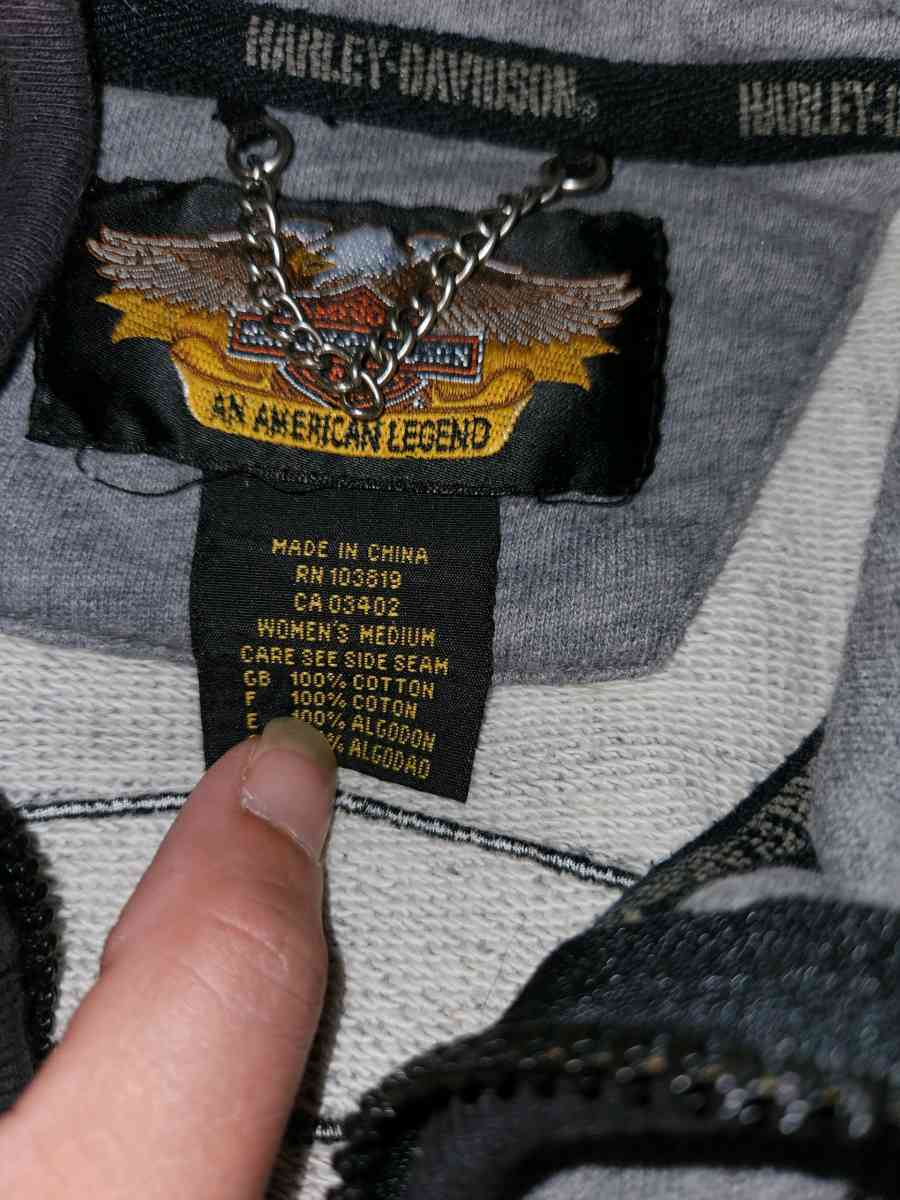 HARLEY-DAVIDSON®
HARLEY-
AN AMERICAN LEGEND
MADE IN CHINA
RN 103819
CA 03402
WOMEN'S MEDIUM
CARE SEE SIDE SEAM
GB 100% COTTON
F 100% COTON
E 100% ALGODON
% ALGODAO